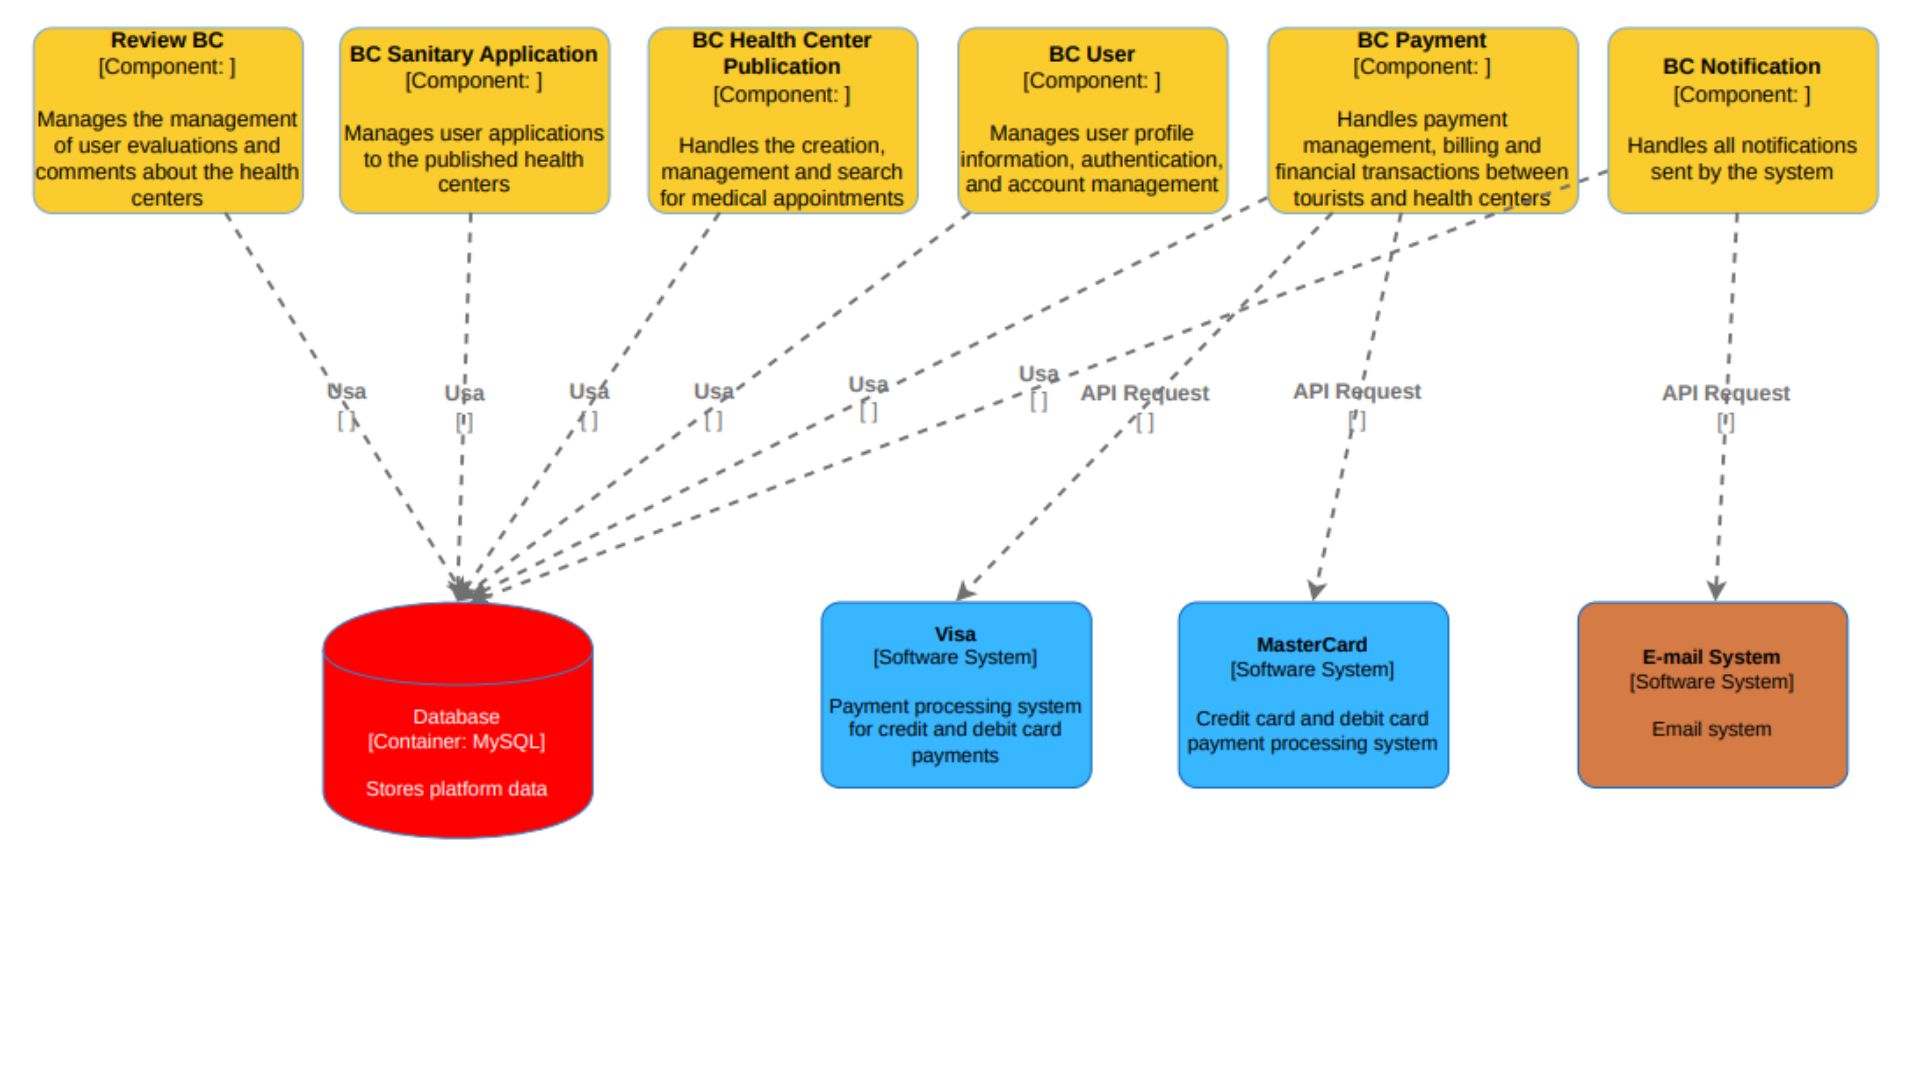 Review BC
[Component: ]
Manages the management
of user evaluations and
comments about the health
centers
BC Sanitary Application
[Component: ]
Manages user applications
to the published health
centers
BC Health Center
Publication
[Component: ]
Handles the creation,
management and search
for medical appointments
BC User
[Component: ]
Manages user profile
information, authentication,
and account management
BC Payment
[Component: ]
Handles payment
management, billing and
financial transactions between
tourists and health centers
BC Notification
[Component: ]
Handles all notifications
sent by the system
Usa
[ ]
Usa
[ ]
Usa
[ ]
Usa
[ ]
Usa
[ ]
Usa
[ ]
API Request
[ ]
API Request
[ ]
API Request
[ ]
Database
[Container: MySQL]
Stores platform data
Visa
[Software System]
Payment processing system
for credit and debit card
payments
MasterCard
[Software System]
Credit card and debit card
payment processing system
E-mail System
[Software System]
Email system